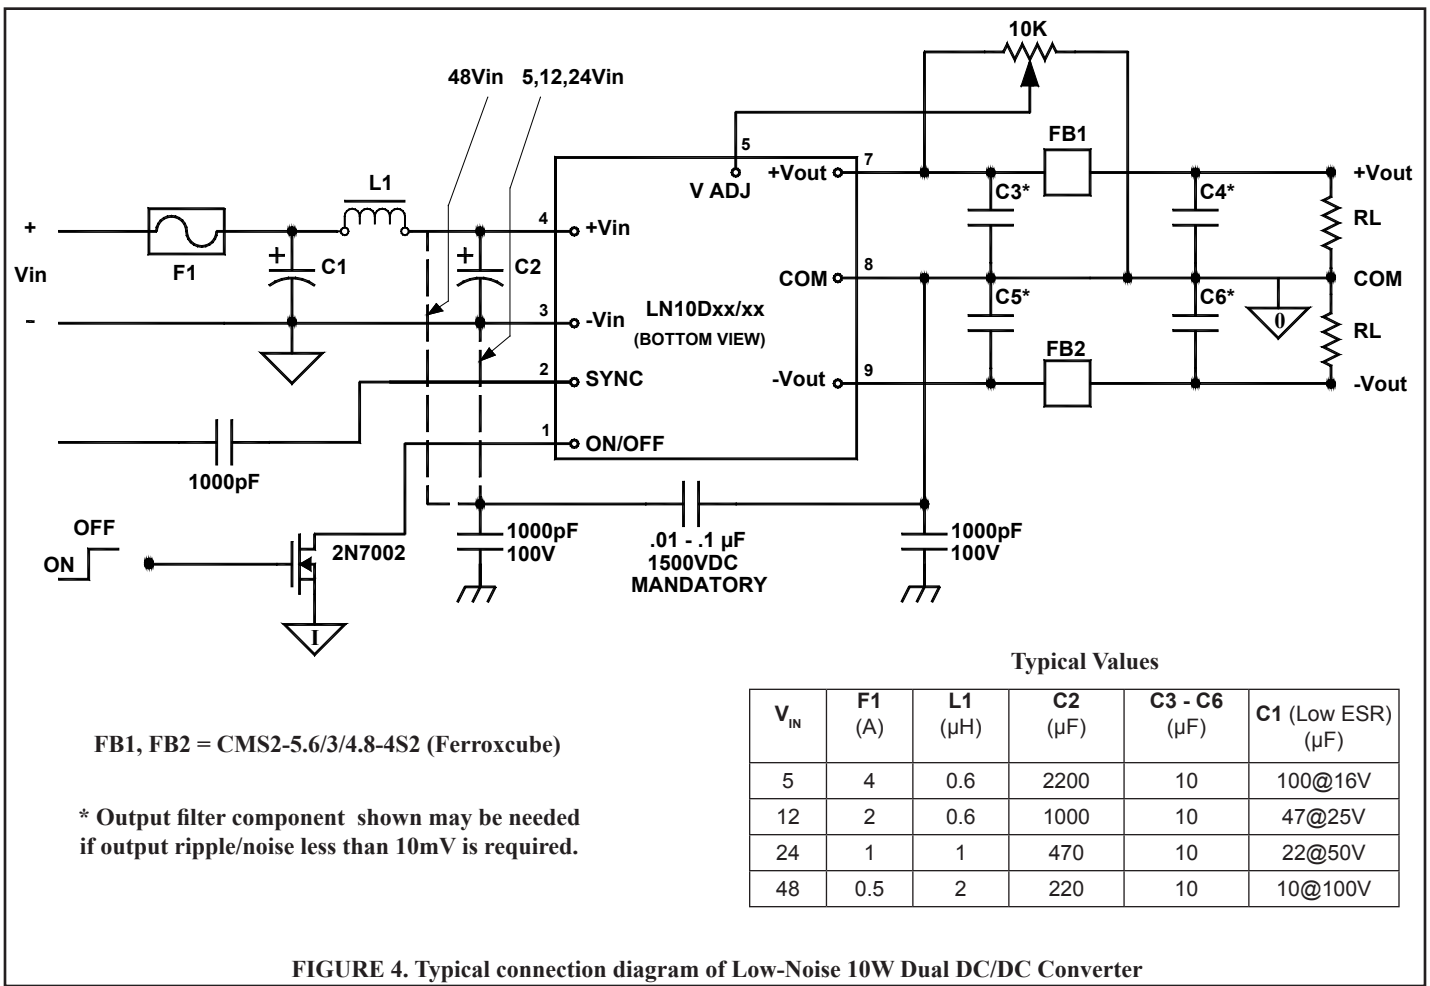 10K
48Vin 5,12,24Vin
5
7
FB1
V ADJ
+Vout
C3*
C4*
+Vout
L1
RL
+
4
+Vin
F1
C1
C2
Vin
8
COM
COM
-
3
-Vin
LN10Dxx/xx
(BOTTOM VIEW)
C5*
C6*
0
RL
2
SYNC
-Vout
9
FB2
-Vout
1
ON/OFF
1000pF
OFF
ON
2N7002
I
1000pF
100V
.01 - .1 µF
1500VDC
MANDATORY
1000pF
100V
Typical Values
V_IN F1 (A) L1 (µH) C2 (µF) C3 - C6 (µF) C1 (Low ESR) (µF)
5 4 0.6 2200 10 100@16V
12 2 0.6 1000 10 47@25V
24 1 1 470 10 22@50V
48 0.5 2 220 10 10@100V
FB1, FB2 = CMS2-5.6/3/4.8-4S2 (Ferroxcube)
* Output filter component shown may be needed
if output ripple/noise less than 10mV is required.
FIGURE 4. Typical connection diagram of Low-Noise 10W Dual DC/DC Converter